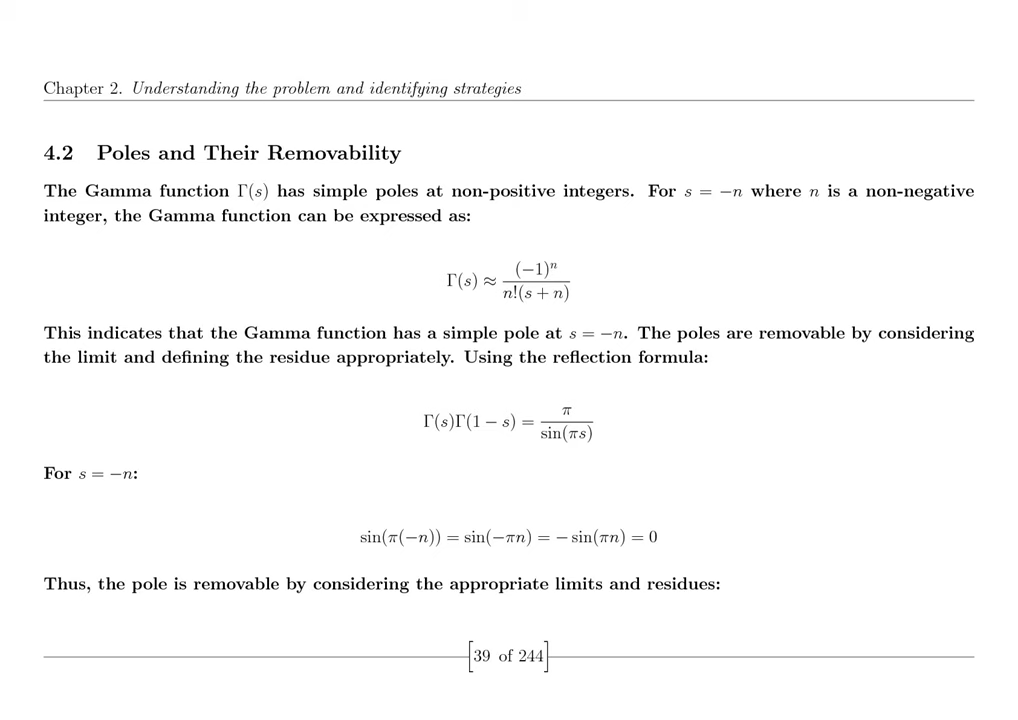 Chapter 2. Understanding the problem and identifying strategies
4.2 Poles and Their Removability
The Gamma function Γ(s) has simple poles at non-positive integers. For s = −n where n is a non-negative
integer, the Gamma function can be expressed as:
Γ(s) ≈ (−1)^n / n!(s + n)
This indicates that the Gamma function has a simple pole at s = −n. The poles are removable by considering
the limit and defining the residue appropriately. Using the reflection formula:
Γ(s)Γ(1 − s) = π / sin(πs)
For s = −n:
sin(π(−n)) = sin(−πn) = − sin(πn) = 0
Thus, the pole is removable by considering the appropriate limits and residues:
[39 of 244]